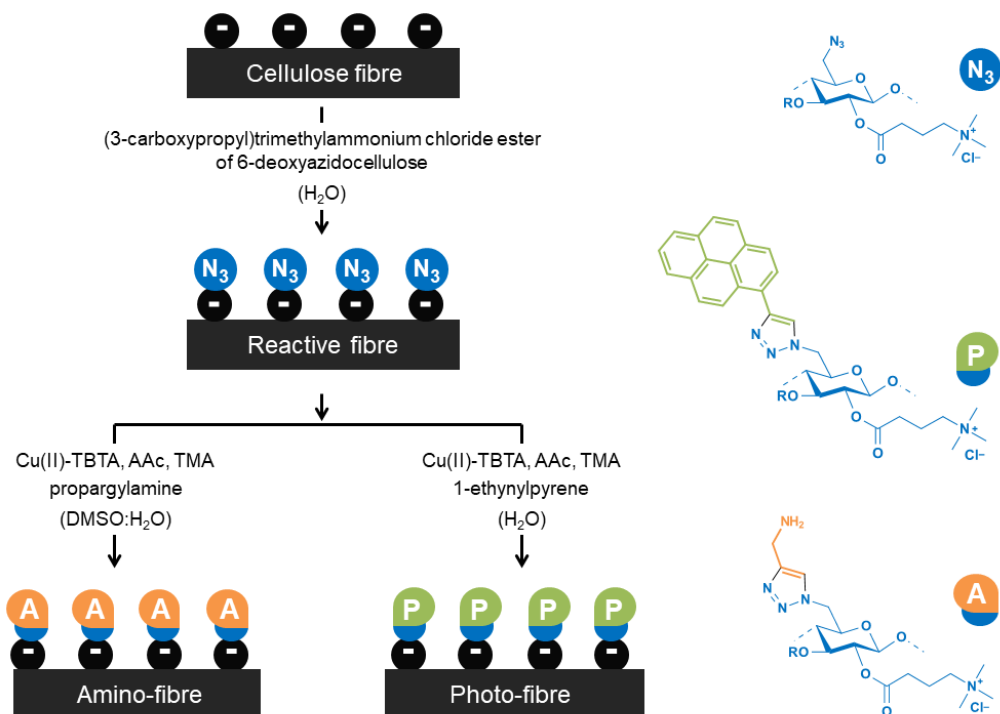 - - - -
Cellulose fibre
(3-carboxypropyl)trimethylammonium chloride ester
of 6-deoxyazidocellulose
(H₂O)
N₃ N₃ N₃ N₃
- - - -
Reactive fibre
Cu(II)-TBTA, AAc, TMA
propargylamine
(DMSO:H₂O)
Cu(II)-TBTA, AAc, TMA
1-ethynylpyrene
(H₂O)
A A A A
- - - -
Amino-fibre
P P P P
- - - -
Photo-fibre
N₃
N₃
O
RO
O
O
O
N⁺
Cl⁻
P
N
N
N
O
RO
O
O
O
N⁺
Cl⁻
NH₂
A
N
N
N
O
RO
O
O
O
N⁺
Cl⁻